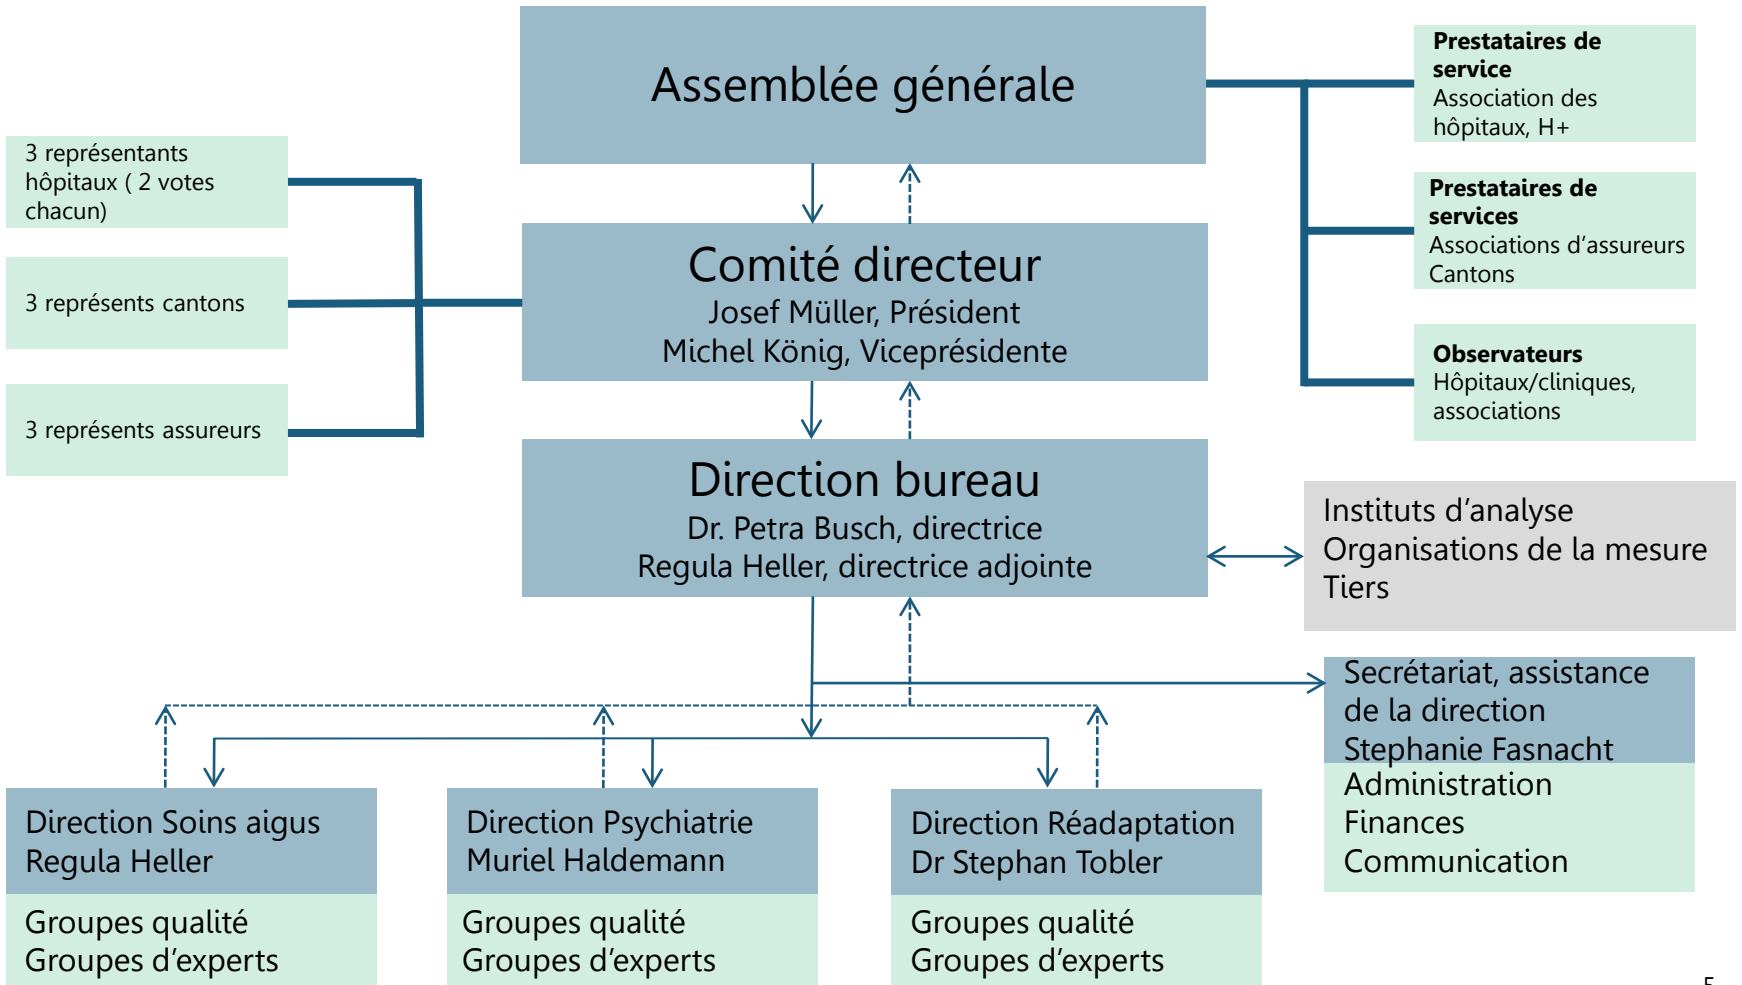 Assemblée générale
Prestataires de
service
Association des
hôpitaux, H+
3 représentants
hôpitaux ( 2 votes
chacun)
Prestataires de
services
Associations d’assureurs
Cantons
Comité directeur
Josef Müller, Président
Michel König, Viceprésidente
3 représents cantons
Observateurs
Hôpitaux/cliniques,
associations
3 représents assureurs
Direction bureau
Dr. Petra Busch, directrice
Regula Heller, directrice adjointe
Instituts d’analyse
Organisations de la mesure
Tiers
Secrétariat, assistance
de la direction
Stephanie Fasnacht
Administration
Finances
Communication
Direction Soins aigus
Regula Heller
Groupes qualité
Groupes d’experts
Direction Psychiatrie
Muriel Haldemann
Groupes qualité
Groupes d’experts
Direction Réadaptation
Dr Stephan Tobler
Groupes qualité
Groupes d’experts
5